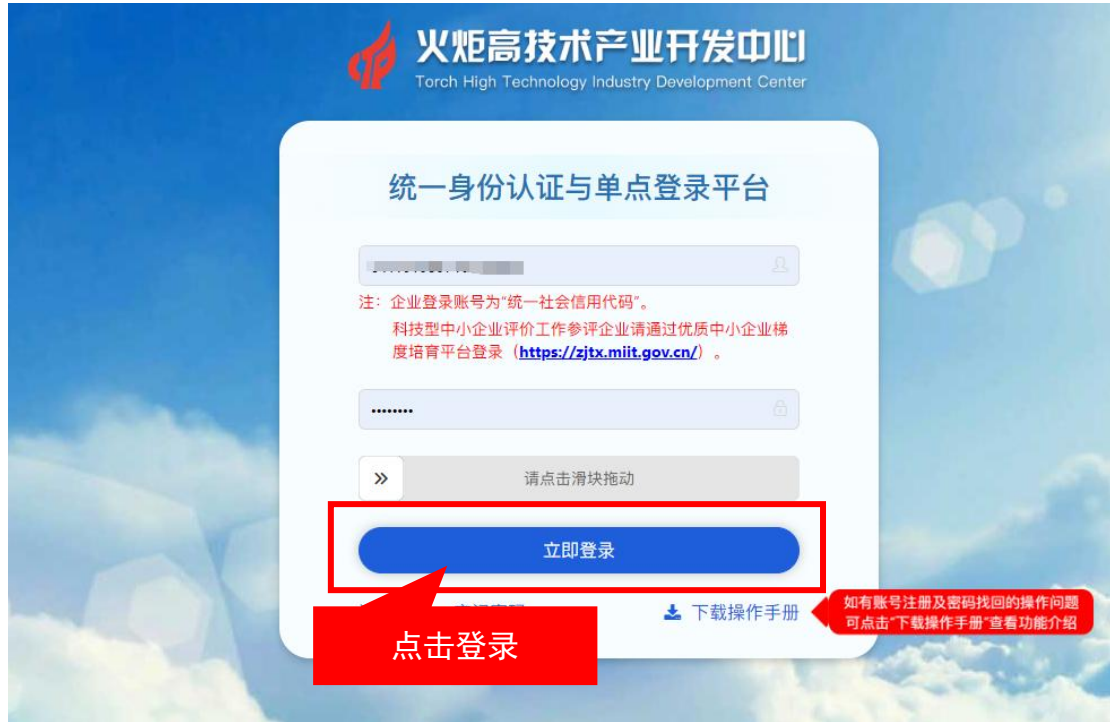 火炬高技术产业开发中心
Torch High Technology Industry Development Center
统一身份认证与单点登录平台
注：企业登录账号为“统一社会信用代码”。
科技型中小企业评价工作参评企业请通过优质中小企业梯
度培育平台登录（https://zjtx.miit.gov.cn/）。
••••••••
» 请点击滑块拖动
立即登录
下载操作手册
如有账号注册及密码找回的操作问题
可点击“下载操作手册”查看功能介绍
点击登录